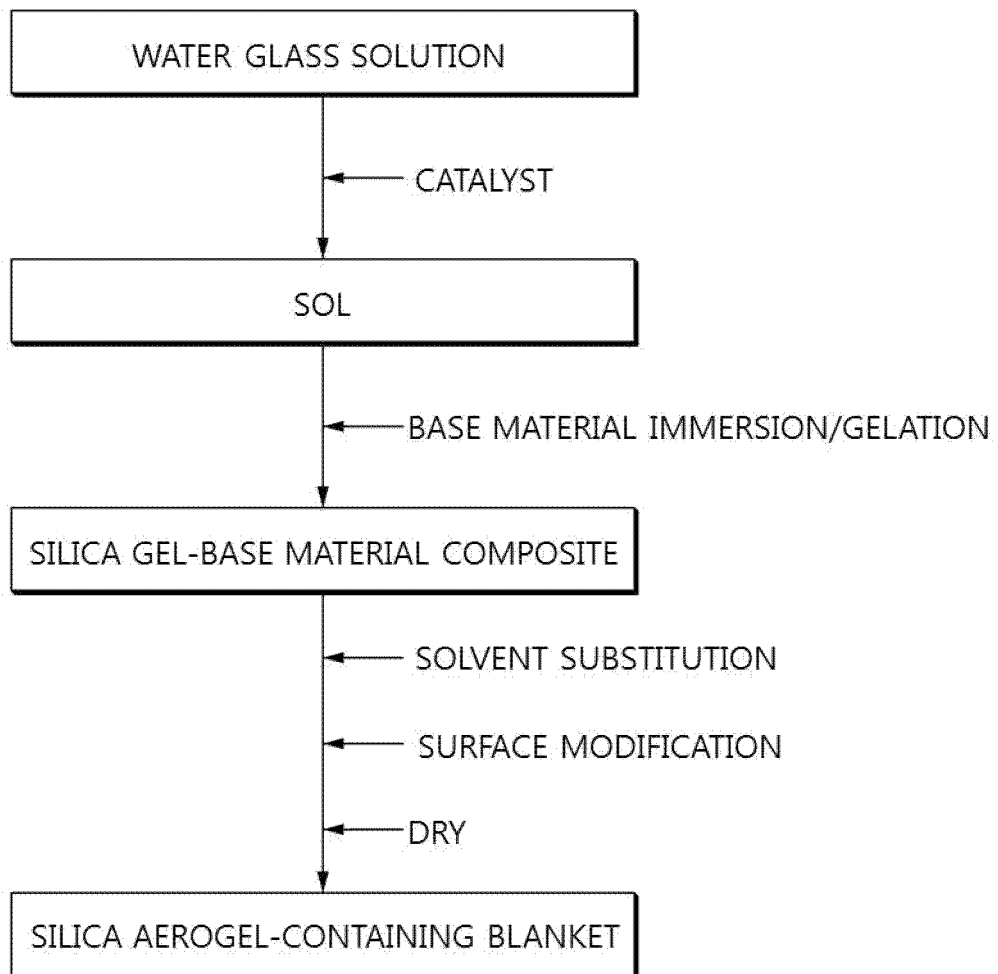 WATER GLASS SOLUTION
CATALYST
SOL
BASE MATERIAL IMMERSION/GELATION
SILICA GEL-BASE MATERIAL COMPOSITE
SOLVENT SUBSTITUTION
SURFACE MODIFICATION
DRY
SILICA AEROGEL-CONTAINING BLANKET